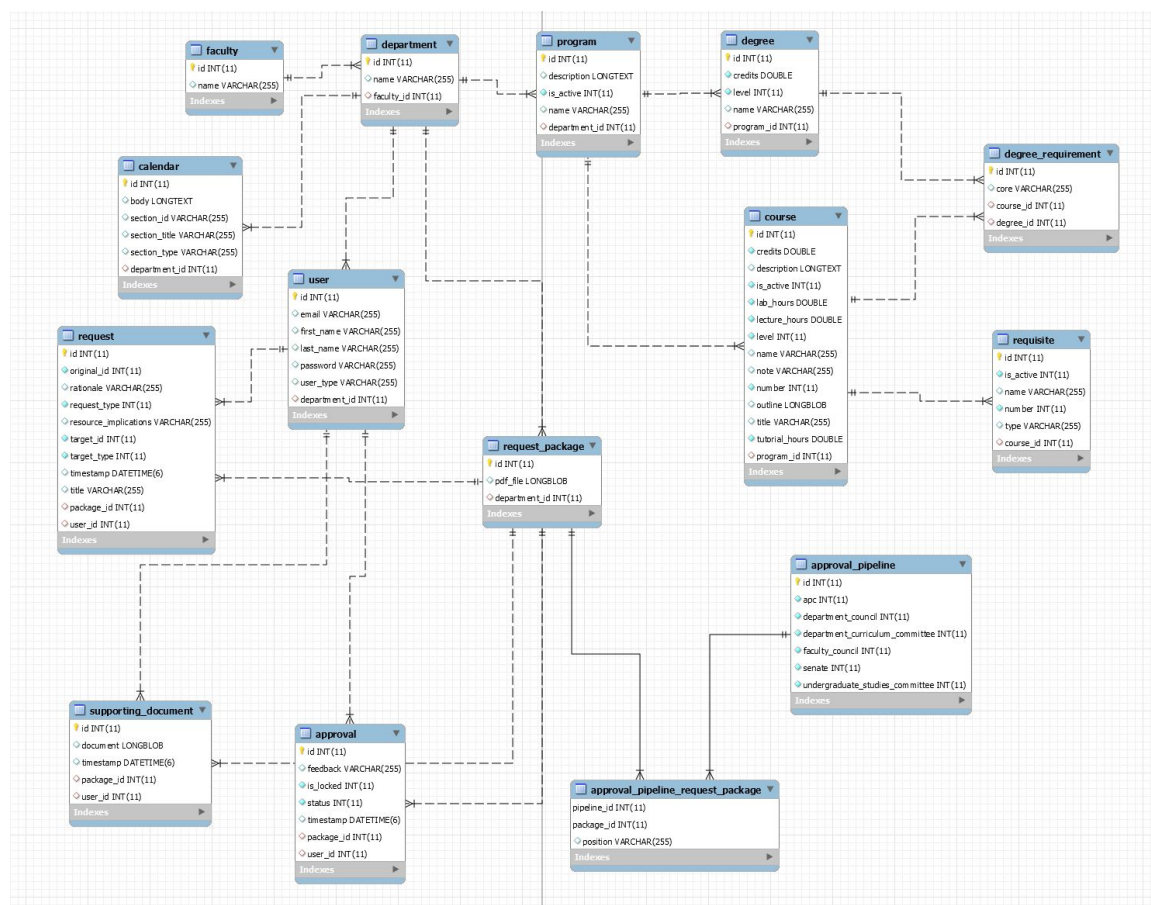 faculty
id INT(11)
name VARCHAR(255)
Indexes
department
id INT(11)
name VARCHAR(255)
faculty_id INT(11)
Indexes
program
id INT(11)
description LONGTEXT
is_active INT(11)
name VARCHAR(255)
department_id INT(11)
Indexes
degree
id INT(11)
credits DOUBLE
level INT(11)
name VARCHAR(255)
program_id INT(11)
Indexes
degree_requirement
id INT(11)
core VARCHAR(255)
course_id INT(11)
degree_id INT(11)
Indexes
calendar
id INT(11)
body LONGTEXT
section_id VARCHAR(255)
section_title VARCHAR(255)
section_type VARCHAR(255)
department_id INT(11)
Indexes
course
id INT(11)
credits DOUBLE
description LONGTEXT
is_active INT(11)
lab_hours DOUBLE
lecture_hours DOUBLE
level INT(11)
name VARCHAR(255)
note VARCHAR(255)
number INT(11)
outline LONGBLOB
title VARCHAR(255)
tutorial_hours DOUBLE
program_id INT(11)
Indexes
user
id INT(11)
email VARCHAR(255)
first_name VARCHAR(255)
last_name VARCHAR(255)
password VARCHAR(255)
user_type VARCHAR(255)
department_id INT(11)
Indexes
request
id INT(11)
original_id INT(11)
rationale VARCHAR(255)
request_type INT(11)
resource_implications VARCHAR(255)
target_id INT(11)
target_type INT(11)
timestamp DATETIME(6)
title VARCHAR(255)
package_id INT(11)
user_id INT(11)
Indexes
requisite
id INT(11)
is_active INT(11)
name VARCHAR(255)
number INT(11)
type VARCHAR(255)
course_id INT(11)
Indexes
request_package
id INT(11)
pdf_file LONGBLOB
department_id INT(11)
Indexes
approval_pipeline
id INT(11)
apc INT(11)
department_council INT(11)
department_curriculum_committee INT(11)
faculty_council INT(11)
senate INT(11)
undergraduate_studies_committee INT(11)
Indexes
supporting_document
id INT(11)
document LONGBLOB
timestamp DATETIME(6)
package_id INT(11)
user_id INT(11)
Indexes
approval
id INT(11)
feedback VARCHAR(255)
is_locked INT(11)
status INT(11)
timestamp DATETIME(6)
package_id INT(11)
user_id INT(11)
Indexes
approval_pipeline_request_package
pipeline_id INT(11)
package_id INT(11)
position VARCHAR(255)
Indexes